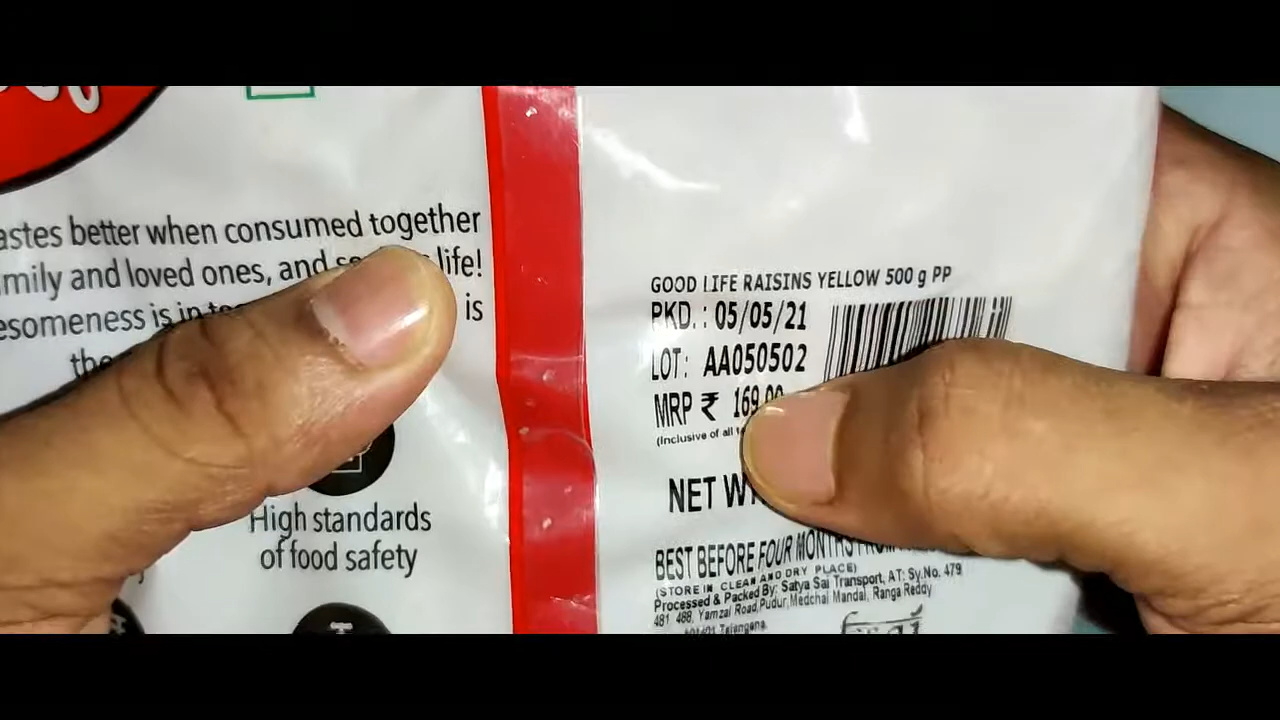 astes better when consumed together
mily and loved ones, and life!
esomeness is in is
the
High standards
of food safety
GOOD LIFE RAISINS YELLOW 500 g PP
PKD. : 05/05/21
LOT : AA050502
MRP ₹ 169.00
(Inclusive of all
NET
BEST BEFORE FOUR MONTHS
(STORE IN CLEAN AND DRY PLACE)
Processed & Packed By: Satya Sai Transport, AT: Sy.No. 479
481 488, Yamzal Road, Pudur, Medchal Mandal, Ranga Reddy
Telangana.